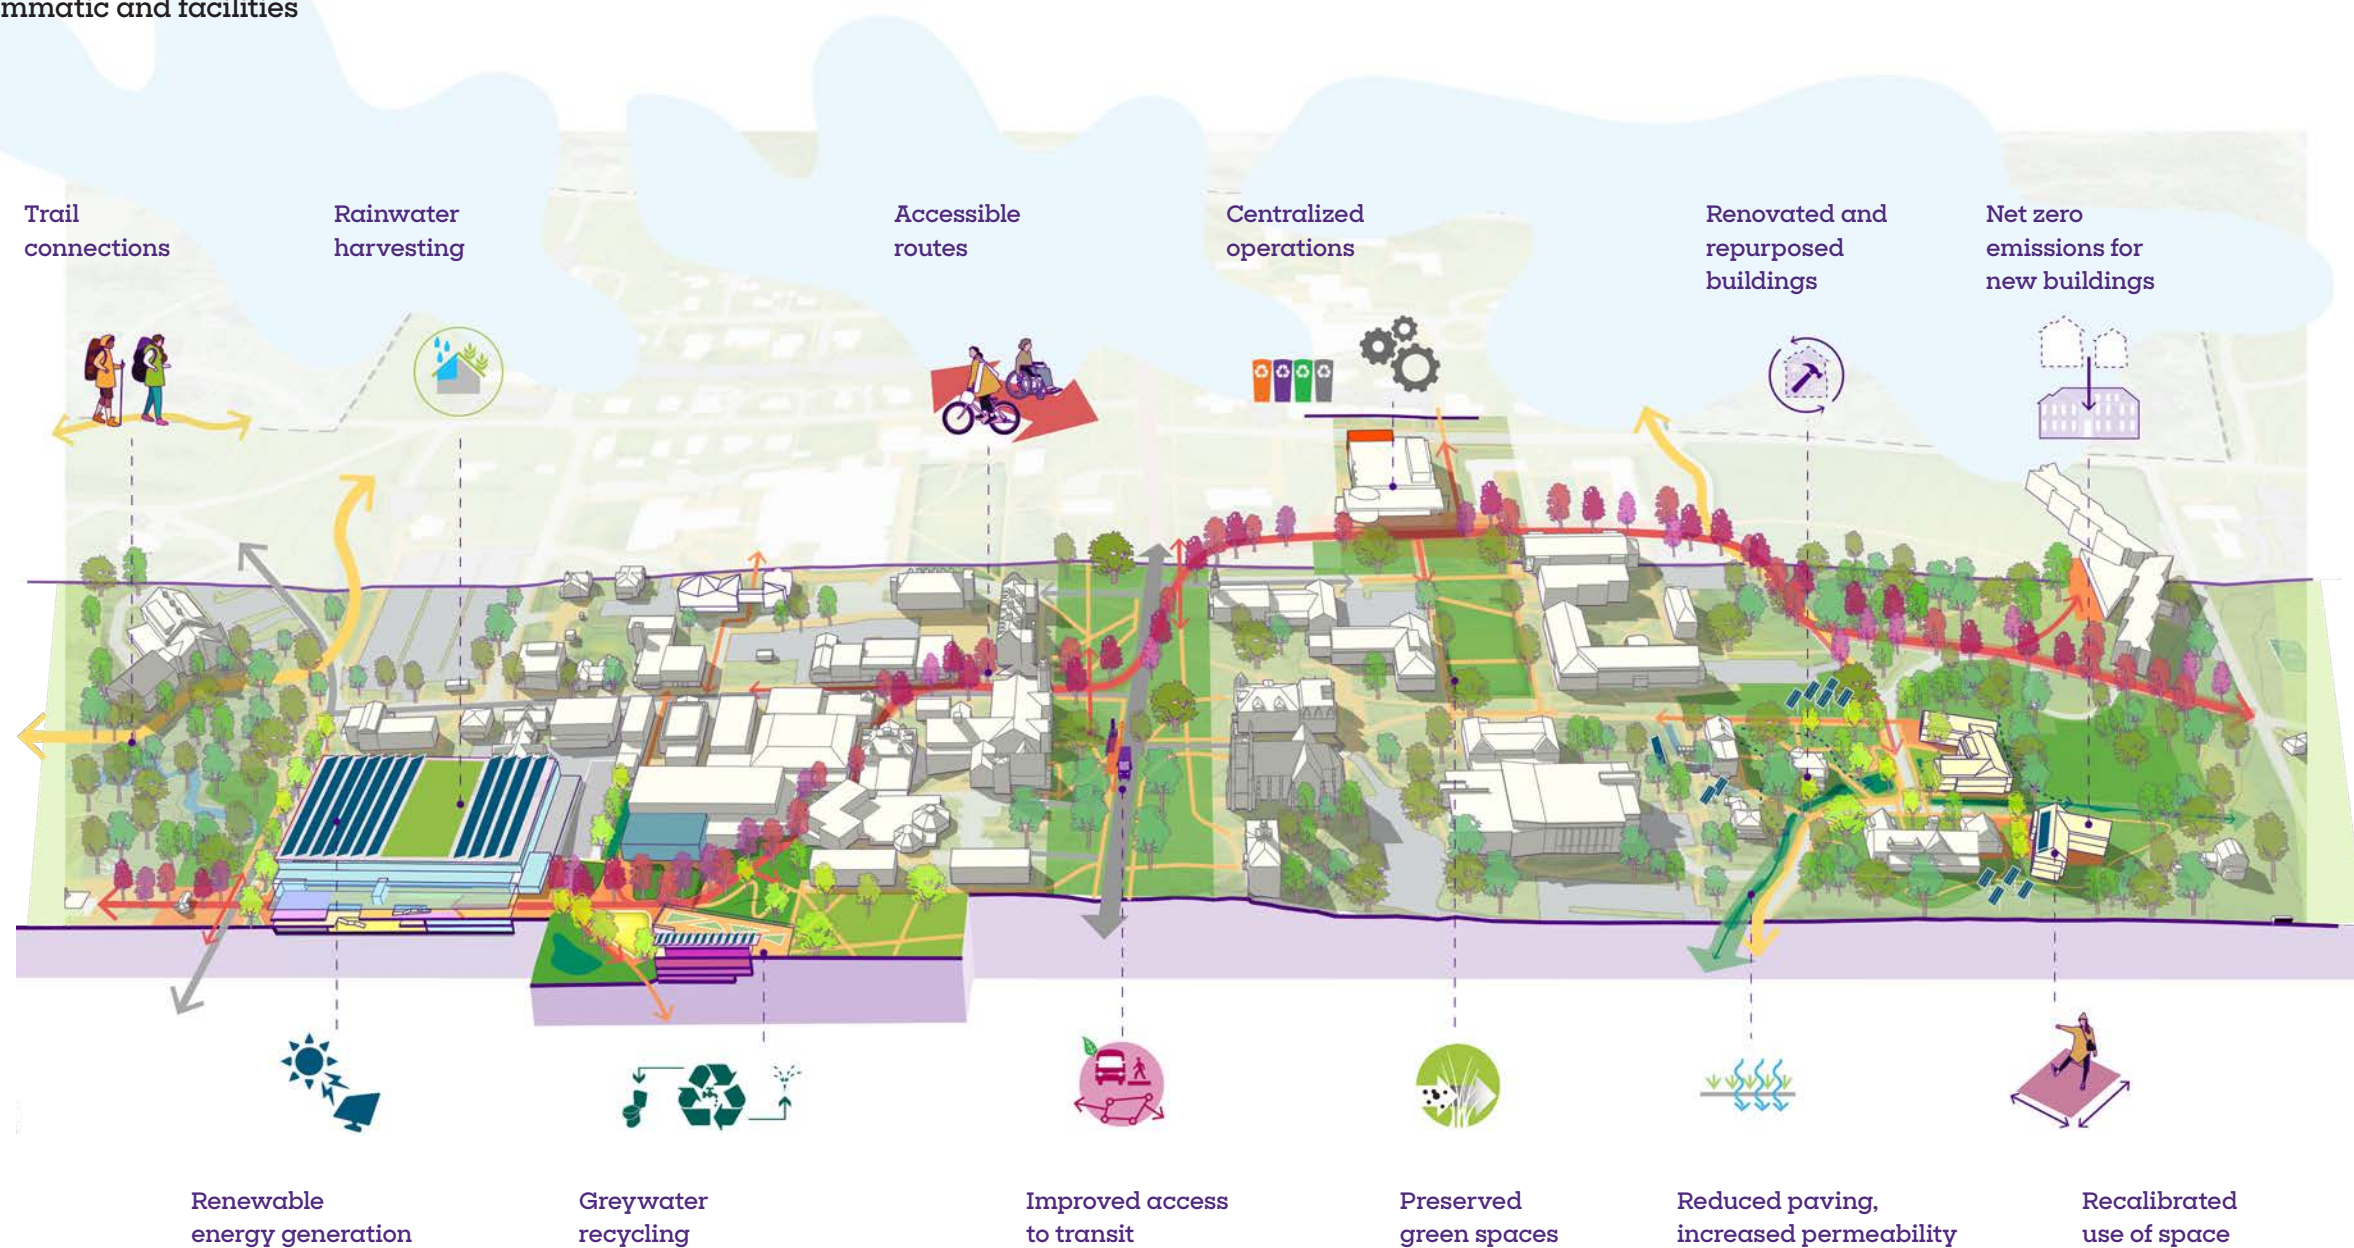 and facilities
Trail
connections
Rainwater
harvesting
Accessible
routes
Centralized
operations
Renovated and
repurposed
buildings
Net zero
emissions for
new buildings
Renewable
energy generation
Greywater
recycling
Improved access
to transit
Preserved
green spaces
Reduced paving,
increased permeability
Recalibrated
use of space